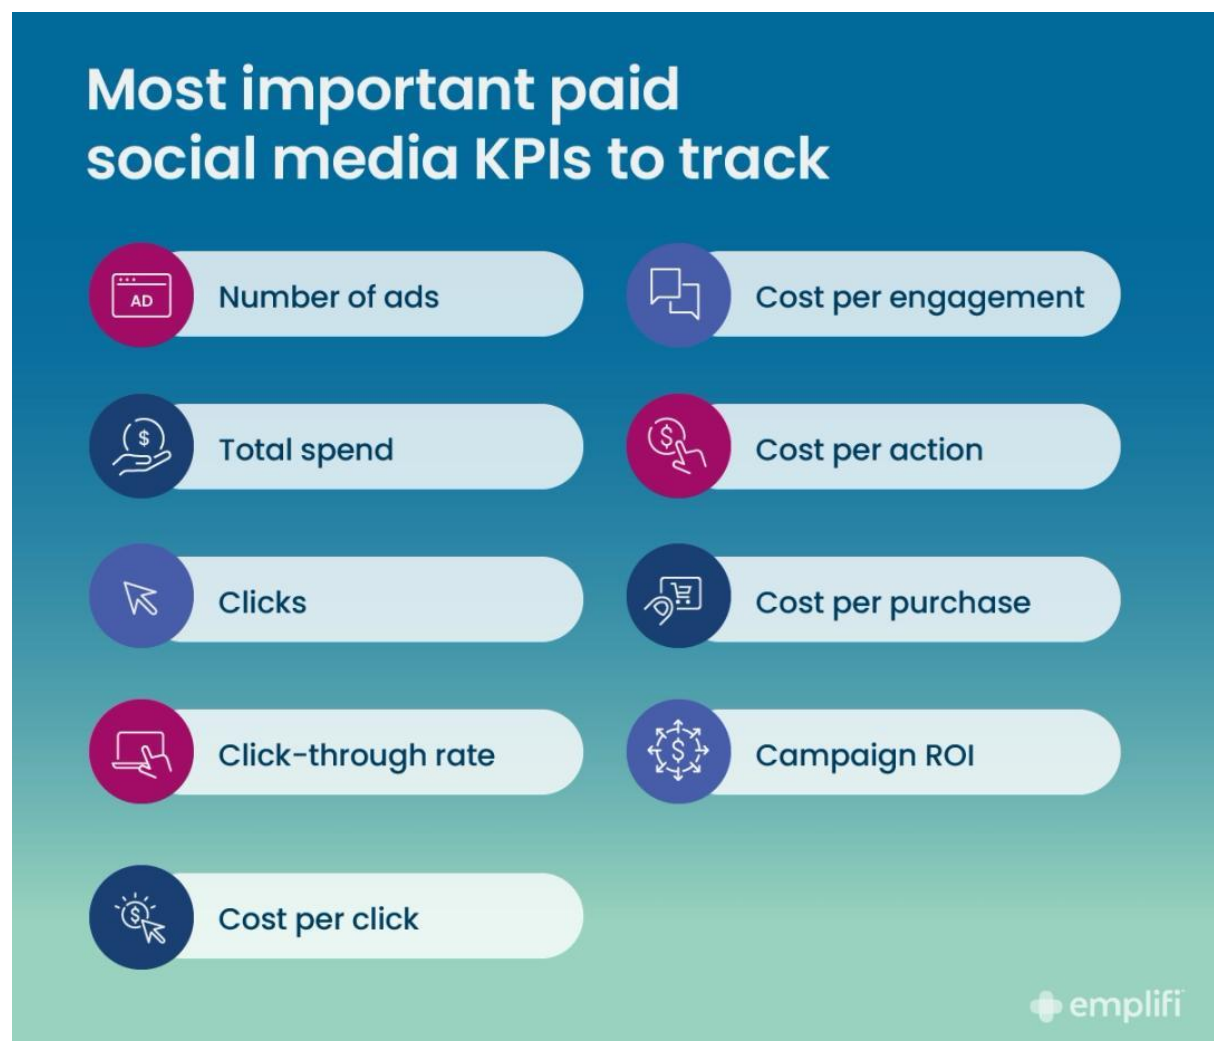 Most important paid
social media KPIs to track
AD
Number of ads
Total spend
Clicks
Click-through rate
Cost per click
Cost per engagement
Cost per action
Cost per purchase
Campaign ROI
emplifi